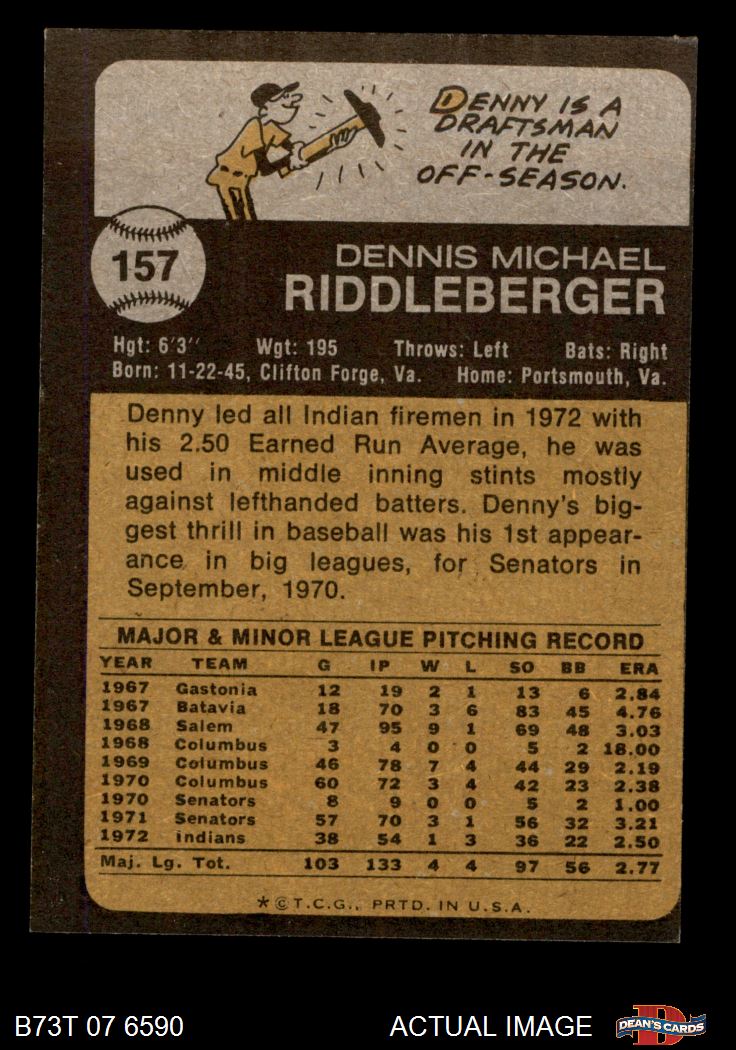 DENNY IS A
DRAFTSMAN
IN THE
OFF-SEASON.
157
DENNIS MICHAEL
RIDDLEBERGER
Hgt: 6'3" Wgt: 195 Throws: Left Bats: Right
Born: 11-22-45, Clifton Forge, Va. Home: Portsmouth, Va.
Denny led all Indian firemen in 1972 with
his 2.50 Earned Run Average, he was
used in middle inning stints mostly
against lefthanded batters. Denny's big-
gest thrill in baseball was his 1st appear-
ance in big leagues, for Senators in
September, 1970.
MAJOR & MINOR LEAGUE PITCHING RECORD
YEAR TEAM G IP W L SO BB ERA
1967 Gastonia 12 19 2 1 13 6 2.84
1967 Batavia 18 70 3 6 83 45 4.76
1968 Salem 47 95 9 1 69 48 3.03
1968 Columbus 3 4 0 0 5 2 18.00
1969 Columbus 46 78 7 4 44 29 2.19
1970 Columbus 60 72 3 4 42 23 2.38
1970 Senators 8 9 0 0 5 2 1.00
1971 Senators 57 70 3 1 56 32 3.21
1972 Indians 38 54 1 3 36 22 2.50
Maj. Lg. Tot. 103 133 4 4 97 56 2.77
*©T.C.G., PRTD. IN U.S.A.
B73T 07 6590 ACTUAL IMAGE DEAN'S CARDS